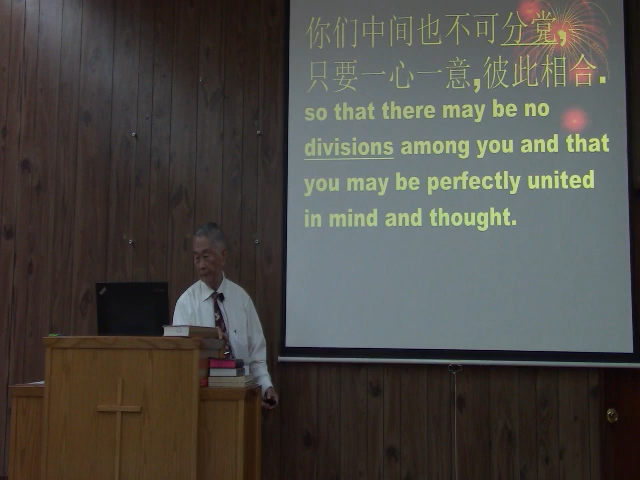 你们中间也不可分党,
只要一心一意,彼此相合.
so that there may be no
divisions among you and that
you may be perfectly united
in mind and thought.